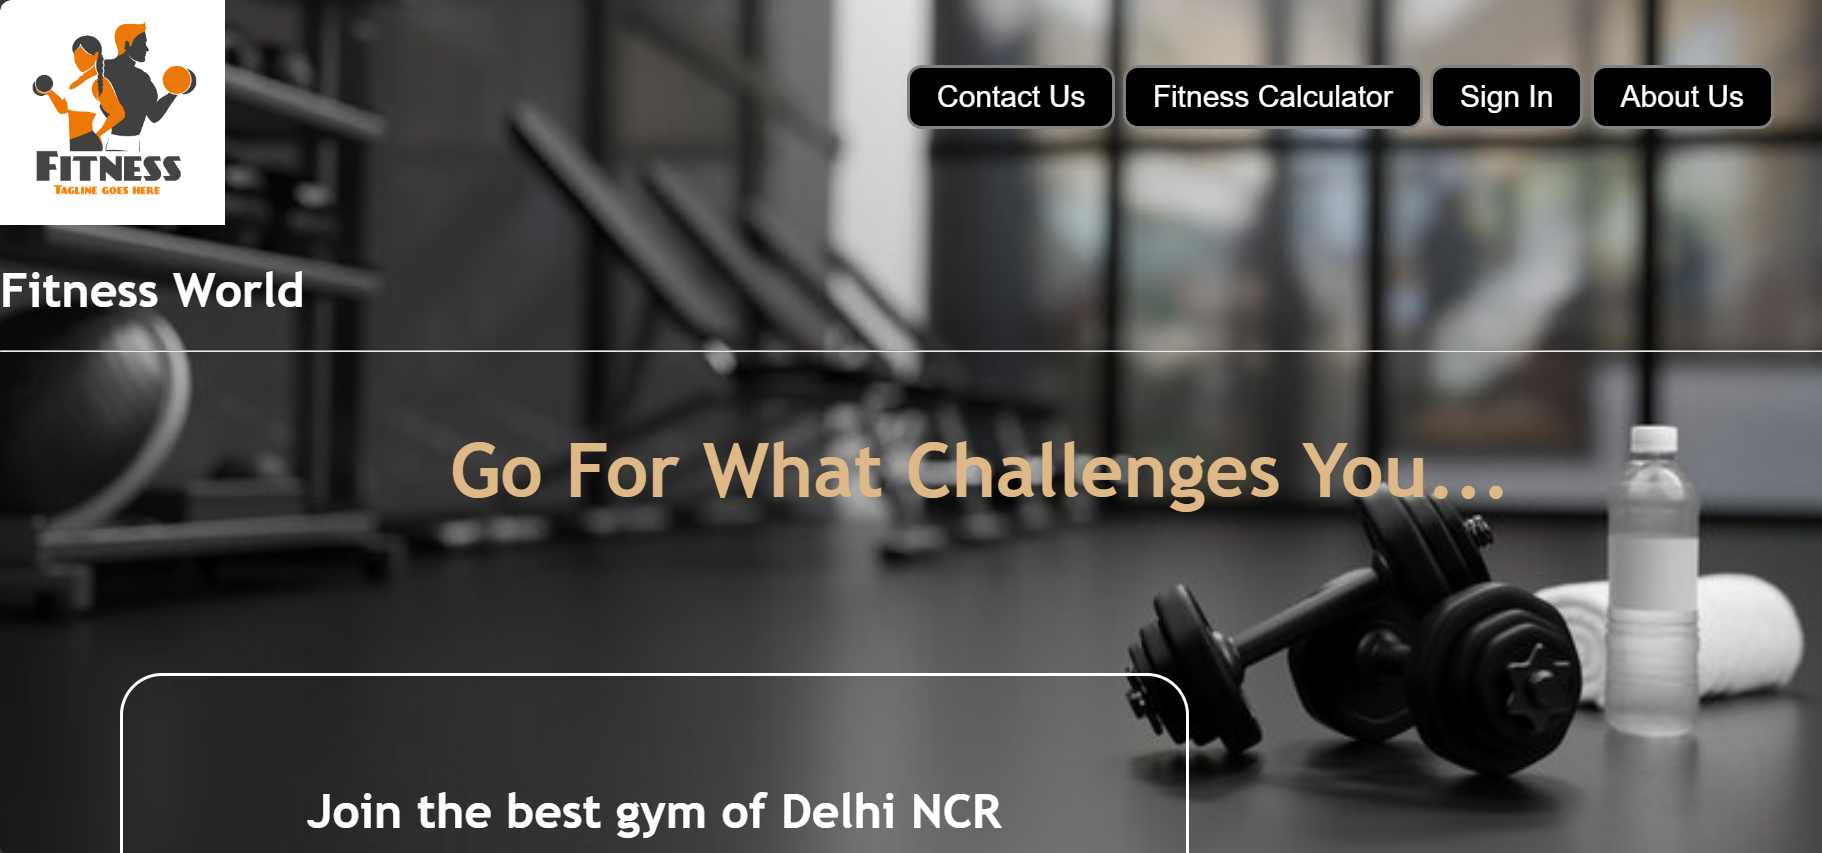 FITNESS
TAGLINE GOES HERE
Contact Us
Fitness Calculator
Sign In
About Us
Fitness World
Go For What Challenges You...
Join the best gym of Delhi NCR